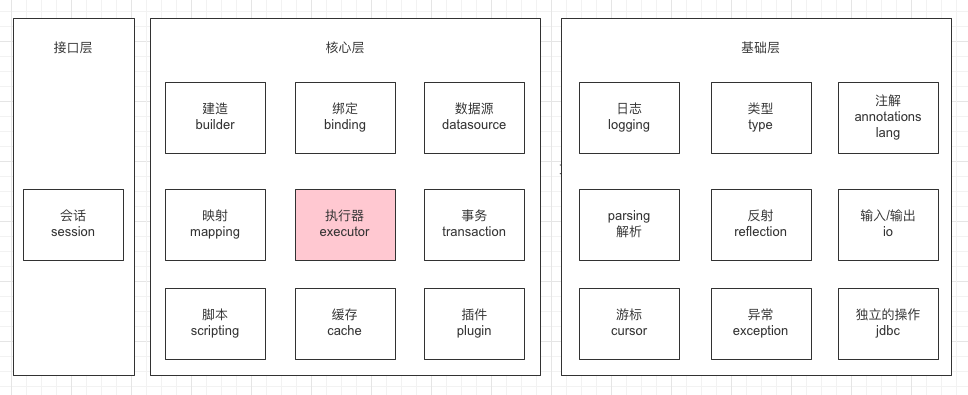 接口层
会话
session
核心层
建造
builder
绑定
binding
数据源
datasource
映射
mapping
执行器
executor
事务
transaction
脚本
scripting
缓存
cache
插件
plugin
基础层
日志
logging
类型
type
注解
annotations
lang
parsing
解析
反射
reflection
输入/输出
io
游标
cursor
异常
exception
独立的操作
jdbc